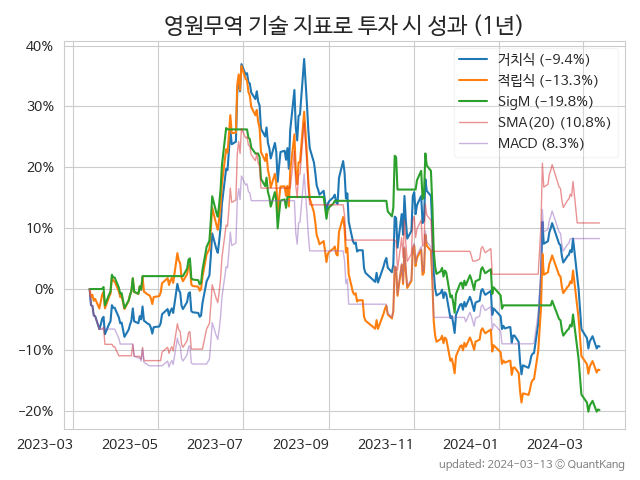 영원무역 기술 지표로 투자 시 성과 (1년)
40%
30%
20%
10%
0%
−10%
−20%
거치식 (−9.4%)
적립식 (−13.3%)
SigM (−19.8%)
SMA(20) (10.8%)
MACD (8.3%)
2023-03
2023-05
2023-07
2023-09
2023-11
2024-01
2024-03
updated: 2024-03-13 © QuantKang